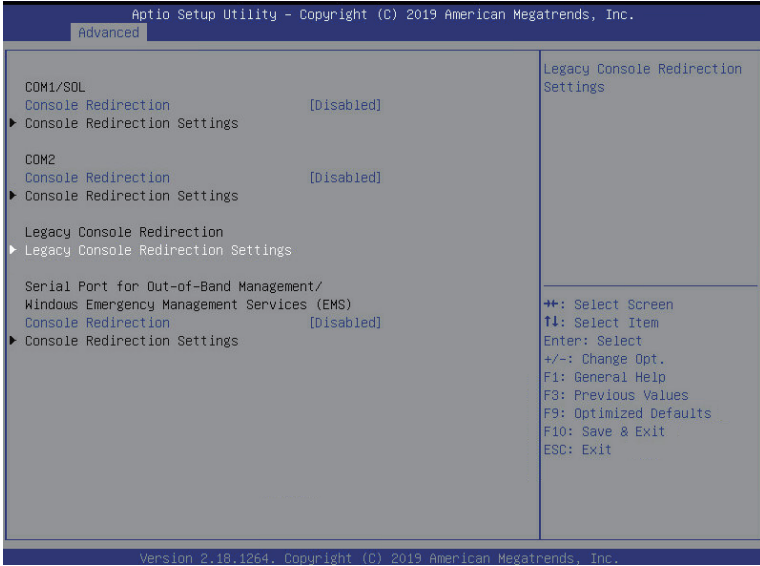 Aptio Setup Utility – Copyright (C) 2019 American Megatrends, Inc.
Advanced
COM1/SOL
Console Redirection [Disabled]
Console Redirection Settings
COM2
Console Redirection [Disabled]
Console Redirection Settings
Legacy Console Redirection
Legacy Console Redirection Settings
Serial Port for Out-of-Band Management/
Windows Emergency Management Services (EMS)
Console Redirection [Disabled]
Console Redirection Settings
Legacy Console Redirection
Settings
→←: Select Screen
↑↓: Select Item
Enter: Select
+/-: Change Opt.
F1: General Help
F3: Previous Values
F9: Optimized Defaults
F10: Save & Exit
ESC: Exit
Version 2.18.1264. Copyright (C) 2019 American Megatrends, Inc.